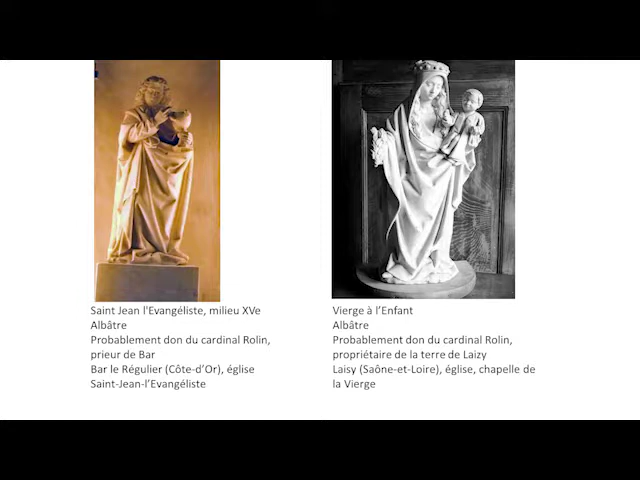 Saint Jean l'Evangéliste, milieu XVe
Albâtre
Probablement don du cardinal Rolin,
prieur de Bar
Bar le Régulier (Côte-d’Or), église
Saint-Jean-l’Evangéliste
Vierge à l’Enfant
Albâtre
Probablement don du cardinal Rolin,
propriétaire de la terre de Laizy
Laisy (Saône-et-Loire), église, chapelle de
la Vierge